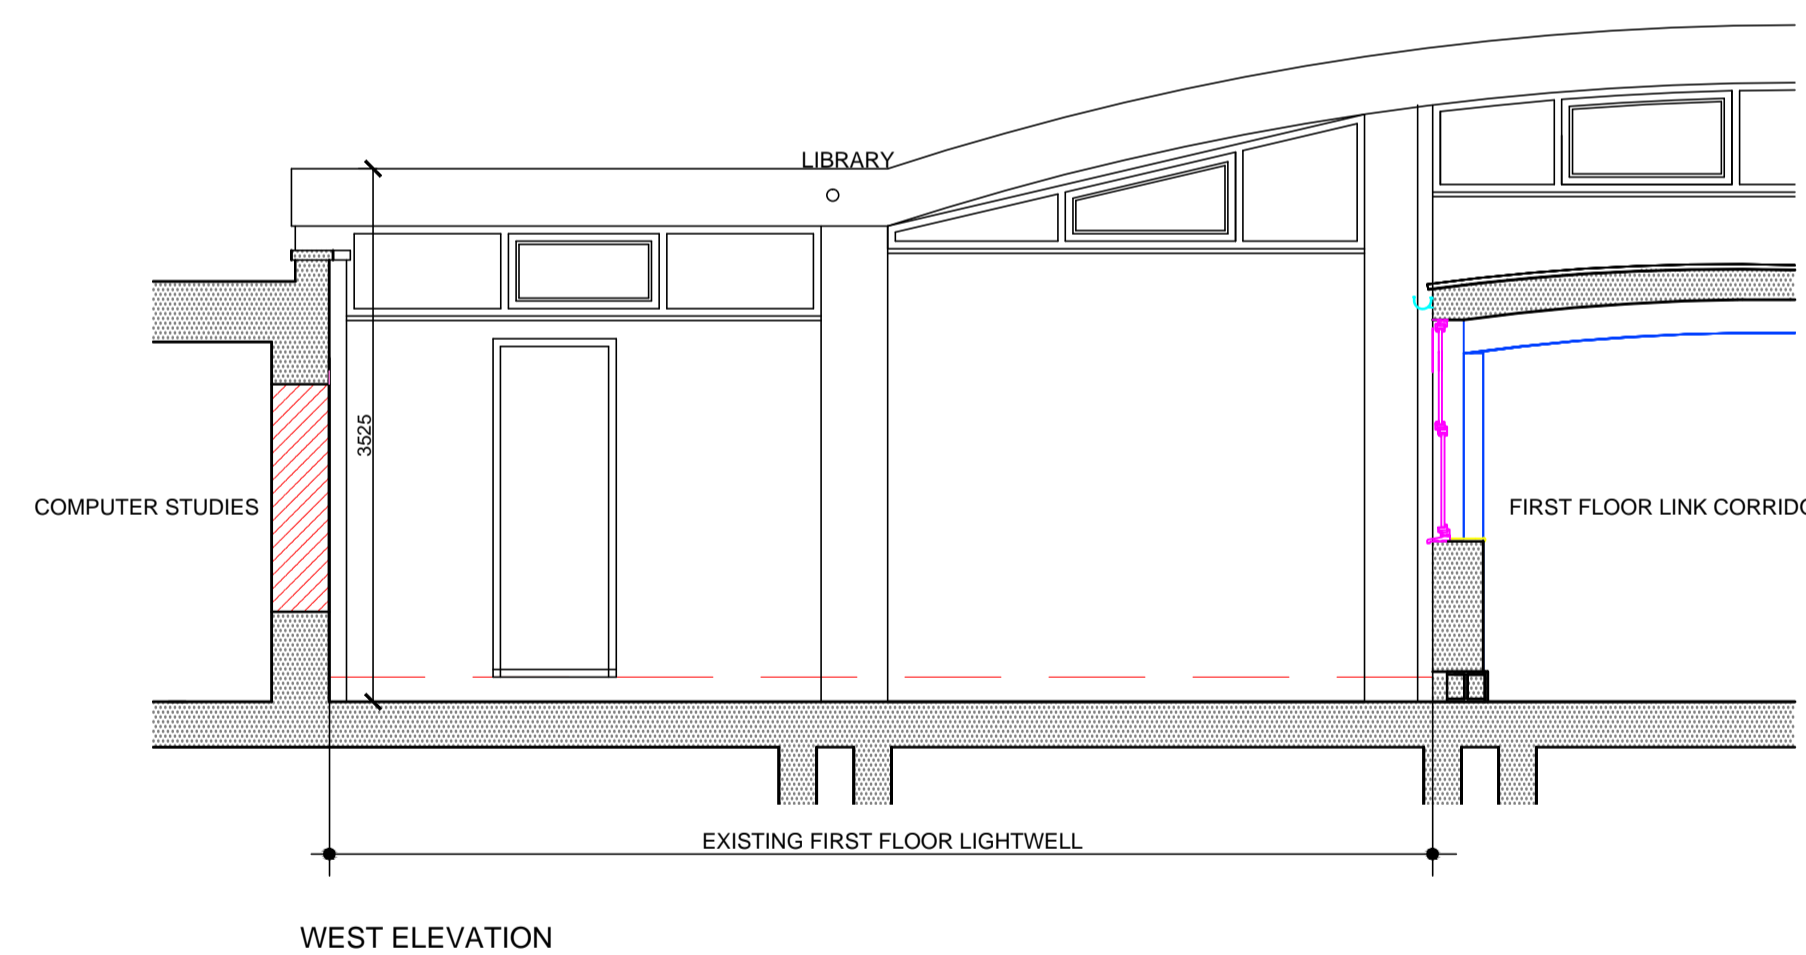 LIBRARY
3525
COMPUTER STUDIES
FIRST FLOOR LINK CORRIDO
EXISTING FIRST FLOOR LIGHTWELL
WEST ELEVATION